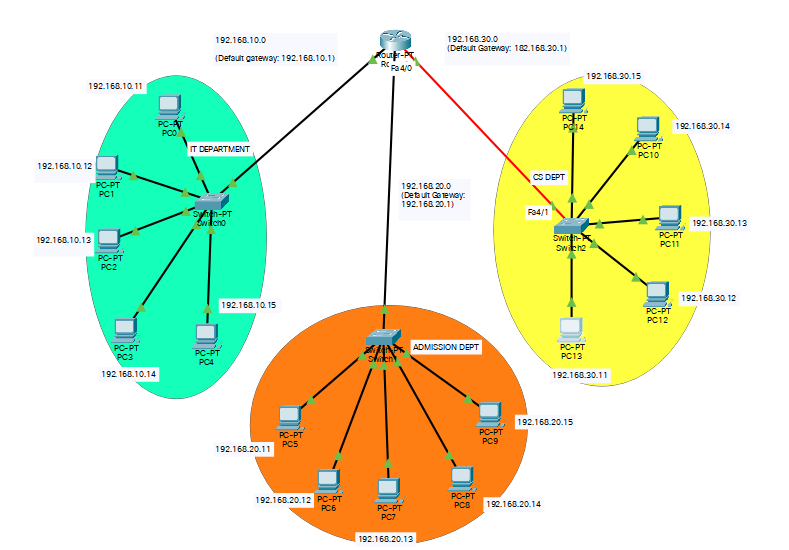 192.168.10.0
(Default gateway: 192.168.10.1)
Router-PT
Fa4/0
192.168.30.0
(Default Gateway: 182.168.30.1)
192.168.10.11
PC-PT
PC0
IT DEPARTMENT
192.168.10.12
PC-PT
PC1
Switch-PT
Switch0
192.168.10.13
PC-PT
PC2
192.168.10.15
PC-PT
PC3
PC-PT
PC4
192.168.10.14
192.168.20.0
(Default Gateway:
192.168.20.1)
192.168.30.15
PC-PT
PC14
192.168.30.14
PC-PT
PC10
CS DEPT
Fa4/1
Switch-PT
Switch2
192.168.30.13
PC-PT
PC11
192.168.30.12
PC-PT
PC12
PC-PT
PC13
192.168.30.11
ADMISSION DEPT
Switch-PT
PC-PT
PC5
192.168.20.11
PC-PT
PC9
192.168.20.15
192.168.20.12
PC-PT
PC6
PC-PT
PC7
PC-PT
PC8
192.168.20.14
192.168.20.13